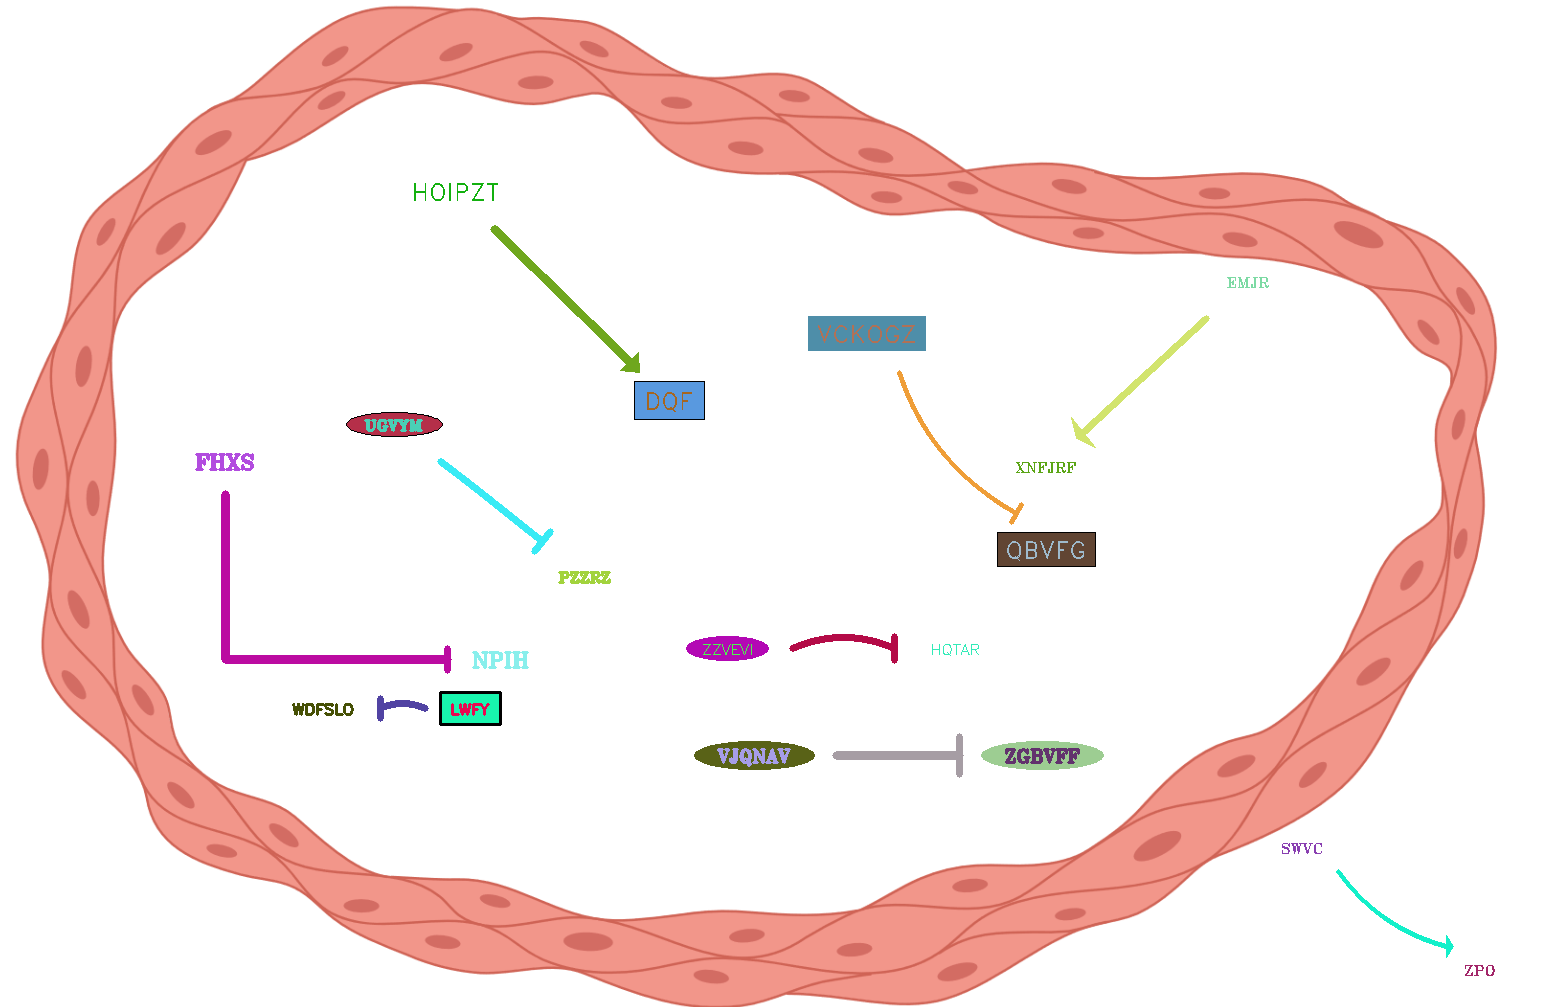 HOIPZT
EMJR
VCKOGZ
DQF
UGVYM
FHXS
XNFJRF
QBVFG
PZZRZ
ZZVEVI
HQTAR
NPIH
WDFSLO
LWFY
VJQNAV
ZGBVFF
SWVC
ZPO